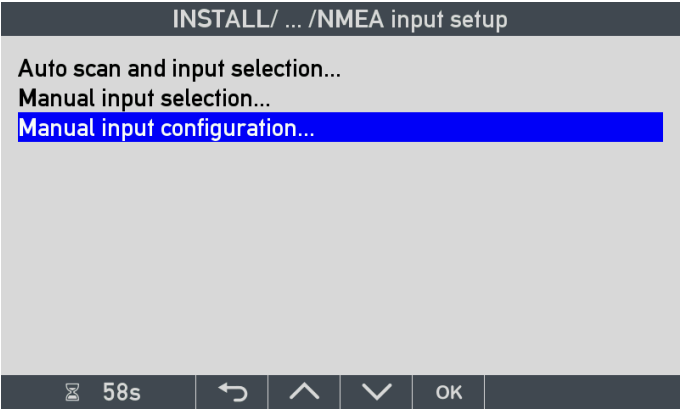 INSTALL/ ... /NMEA input setup
Auto scan and input selection...
Manual input selection...
Manual input configuration...
58s OK